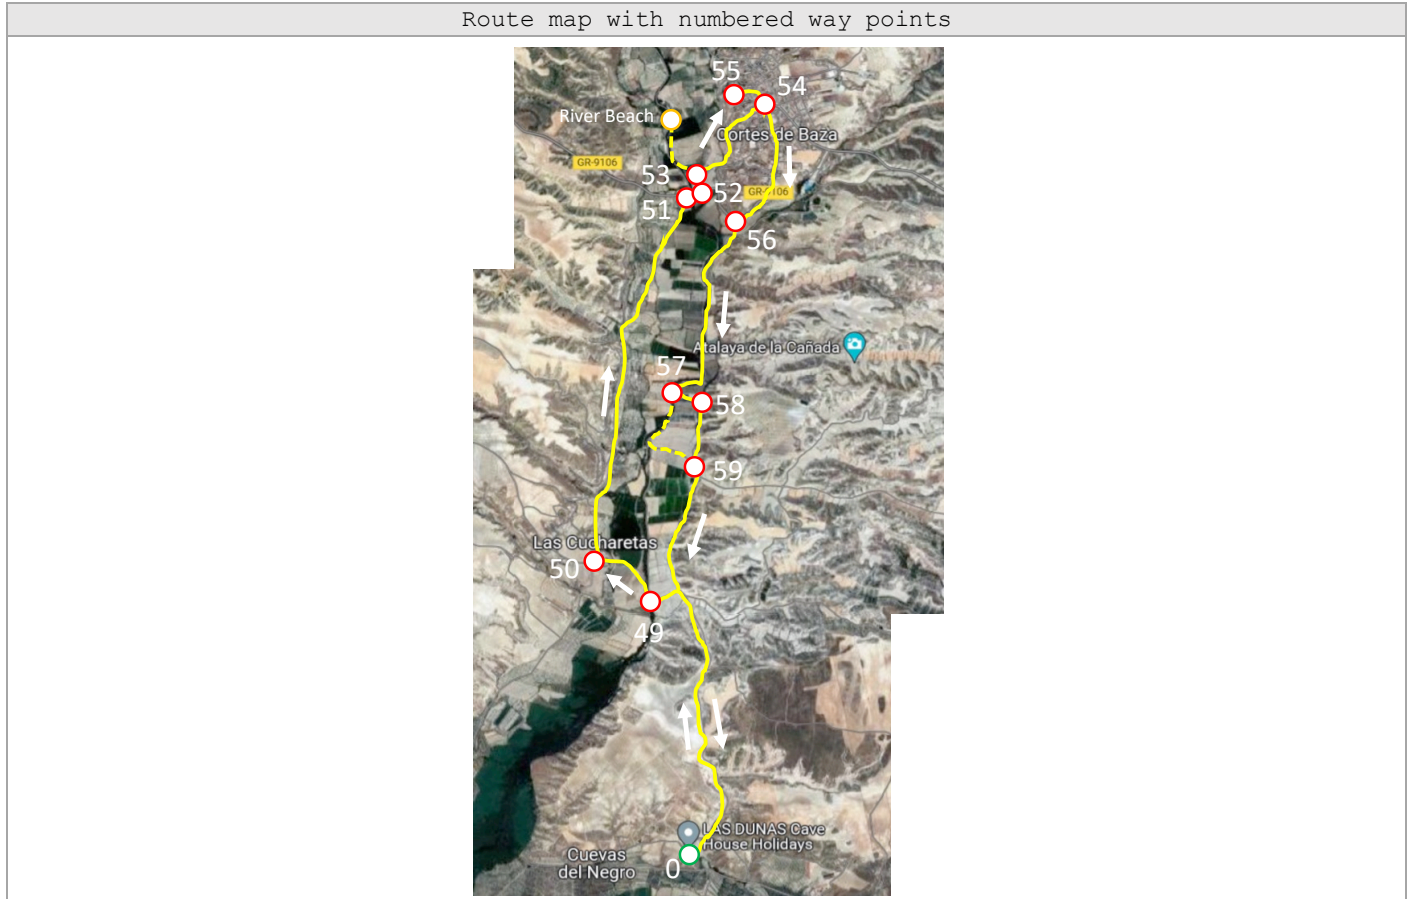 Route map with numbered way points
55
54
River Beach
Cortes de Baza
GR-9106
53
52
GR-9106
51
56
Atalaya de la Cañada
57
58
59
Las Cucharetas
50
49
LAS DUNAS Cave
House Holidays
Cuevas
del Negro
0